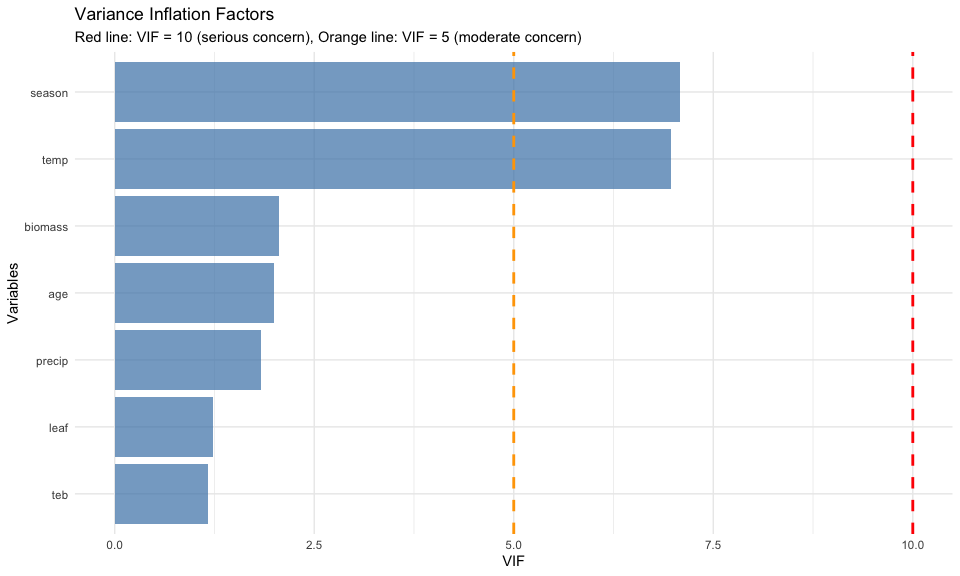 Variance Inflation Factors
Red line: VIF = 10 (serious concern), Orange line: VIF = 5 (moderate concern)
Variables
season
temp
biomass
age
precip
leaf
teb
0.0 2.5 5.0 7.5 10.0
VIF